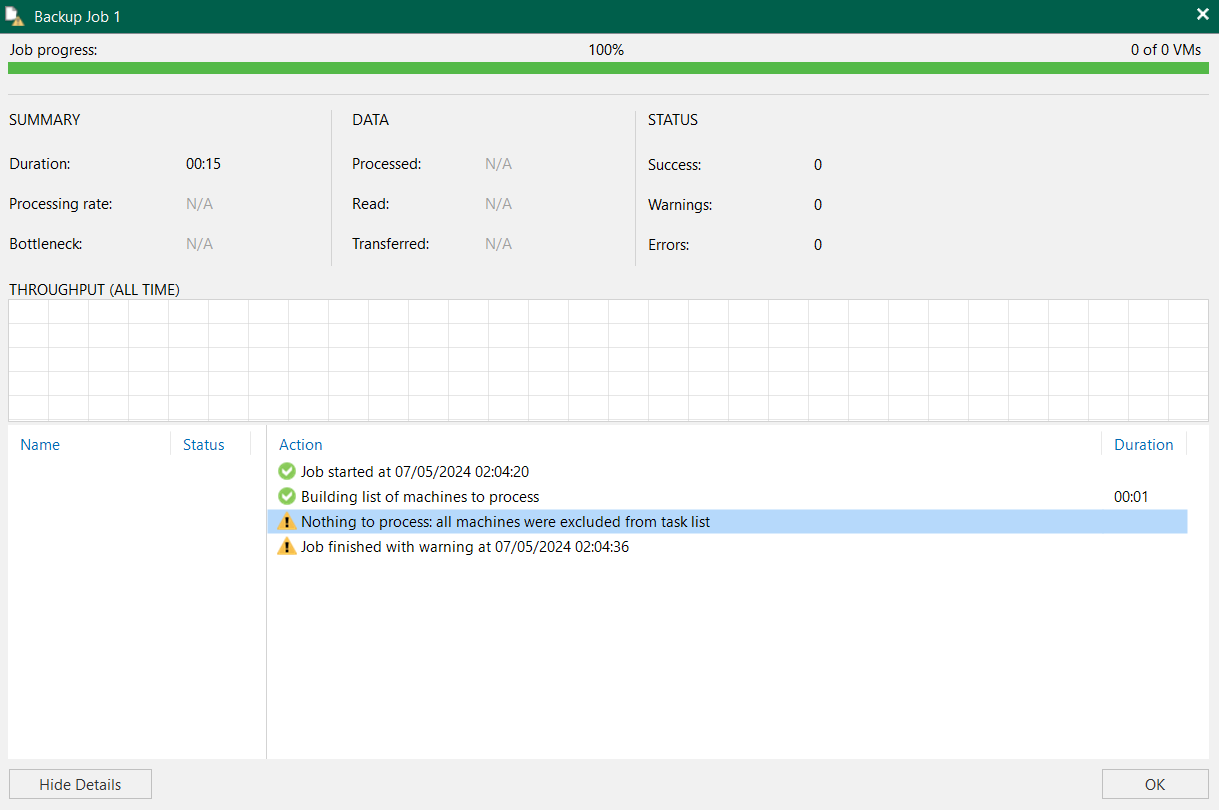 Backup Job 1
Job progress: 100% 0 of 0 VMs
SUMMARY DATA STATUS
Duration: 00:15 Processed: N/A Success: 0
Processing rate: N/A Read: N/A Warnings: 0
Bottleneck: N/A Transferred: N/A Errors: 0
THROUGHPUT (ALL TIME)
Name Status Action Duration
Job started at 07/05/2024 02:04:20
Building list of machines to process 00:01
Nothing to process: all machines were excluded from task list
Job finished with warning at 07/05/2024 02:04:36
Hide Details OK